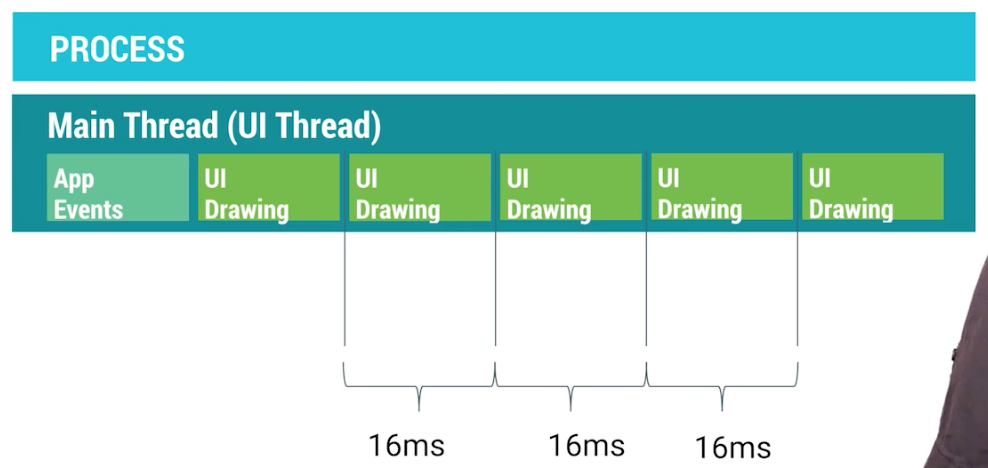 PROCESS
Main Thread (UI Thread)
App
Events
UI
Drawing
UI
Drawing
UI
Drawing
UI
Drawing
UI
Drawing
16ms
16ms
16ms